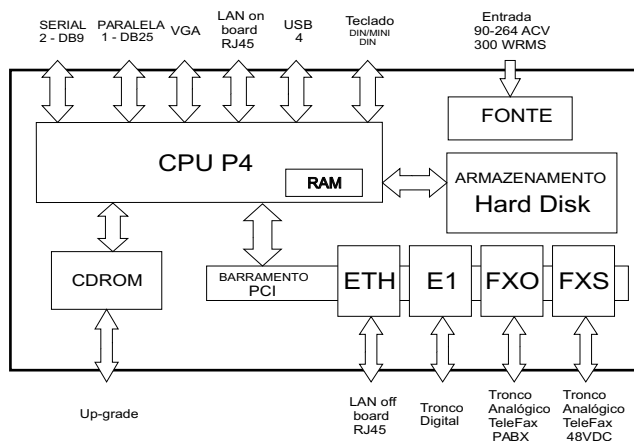 SERIAL
2 - DB9
PARALELA
1 - DB25
VGA
LAN on
board
RJ45
USB
4
Teclado
DIN/MINI
DIN
Entrada
90-264 ACV
300 WRMS
FONTE
CPU P4
RAM
ARMAZENAMENTO
Hard Disk
CDROM
BARRAMENTO
PCI
ETH
E1
FXO
FXS
Up-grade
LAN off
board
RJ45
Tronco
Digital
Tronco
Analógico
TeleFax
PABX
Tronco
Analógico
TeleFax
48VDC